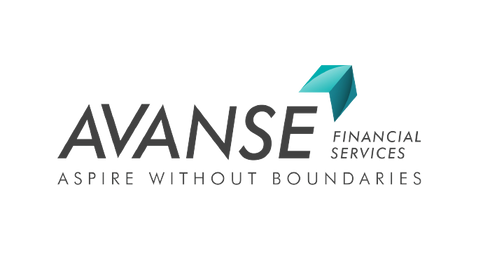 AVANSE
FINANCIAL
SERVICES
ASPIRE WITHOUT BOUNDARIES